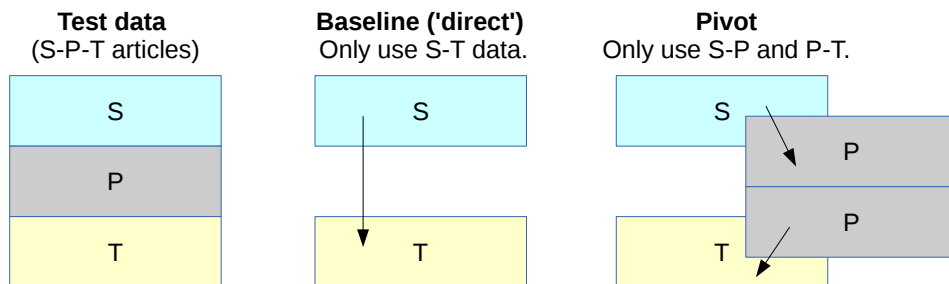 Test data
(S-P-T articles)
S
P
T
Baseline ('direct')
Only use S-T data.
S
T
Pivot
Only use S-P and P-T.
S
P
P
T